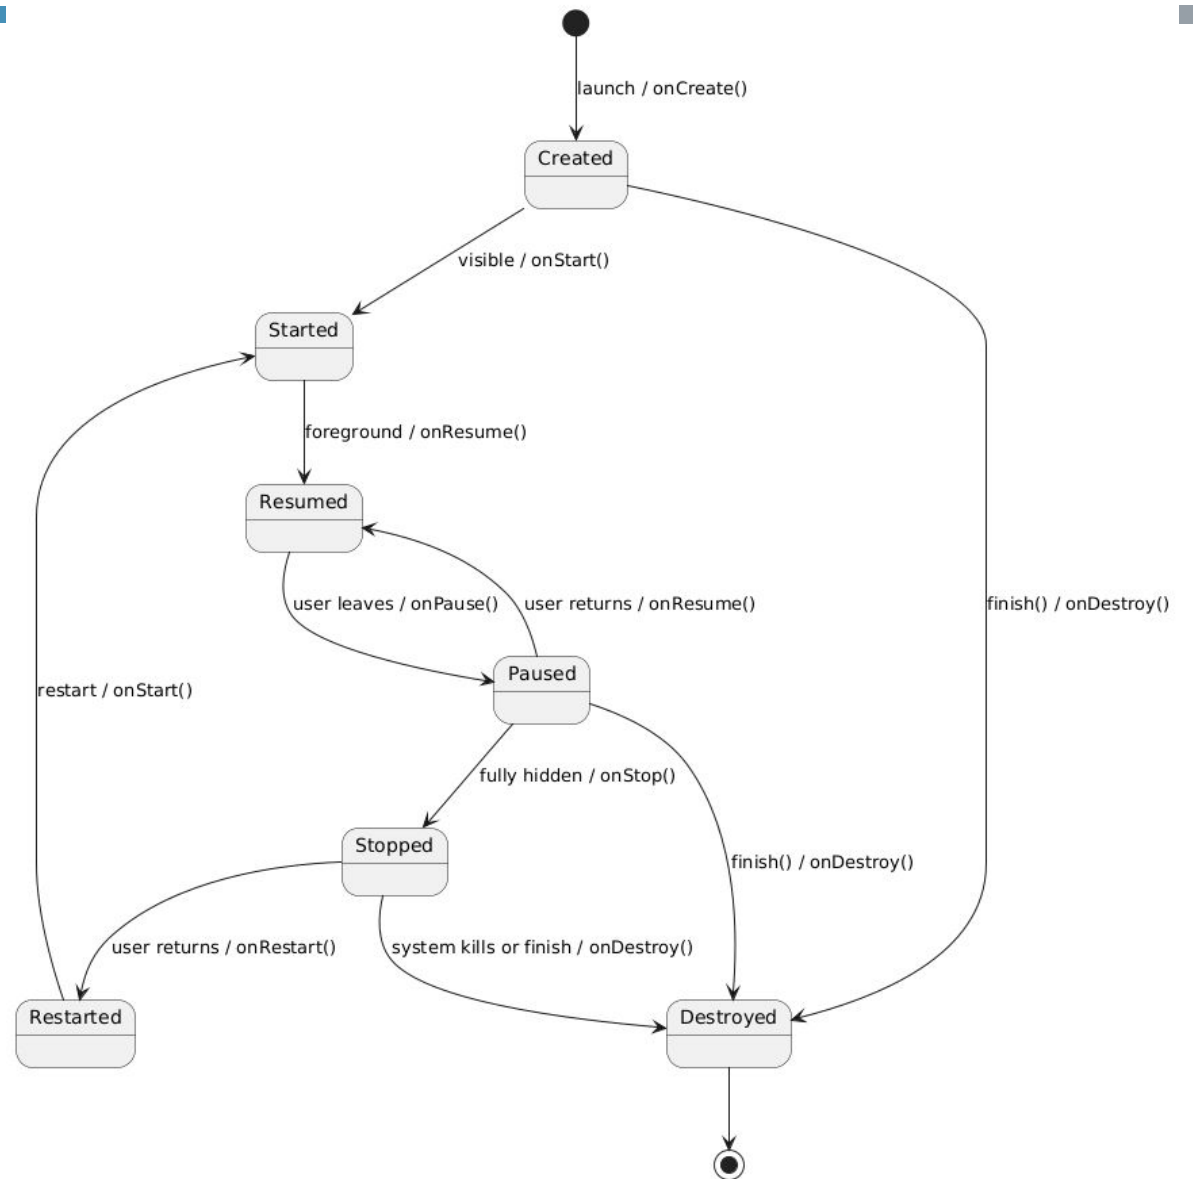 launch / onCreate()
Created
visible / onStart()
Started
foreground / onResume()
Resumed
user leaves / onPause()
user returns / onResume()
finish() / onDestroy()
Paused
restart / onStart()
fully hidden / onStop()
Stopped
finish() / onDestroy()
user returns / onRestart()
system kills or finish / onDestroy()
Restarted
Destroyed